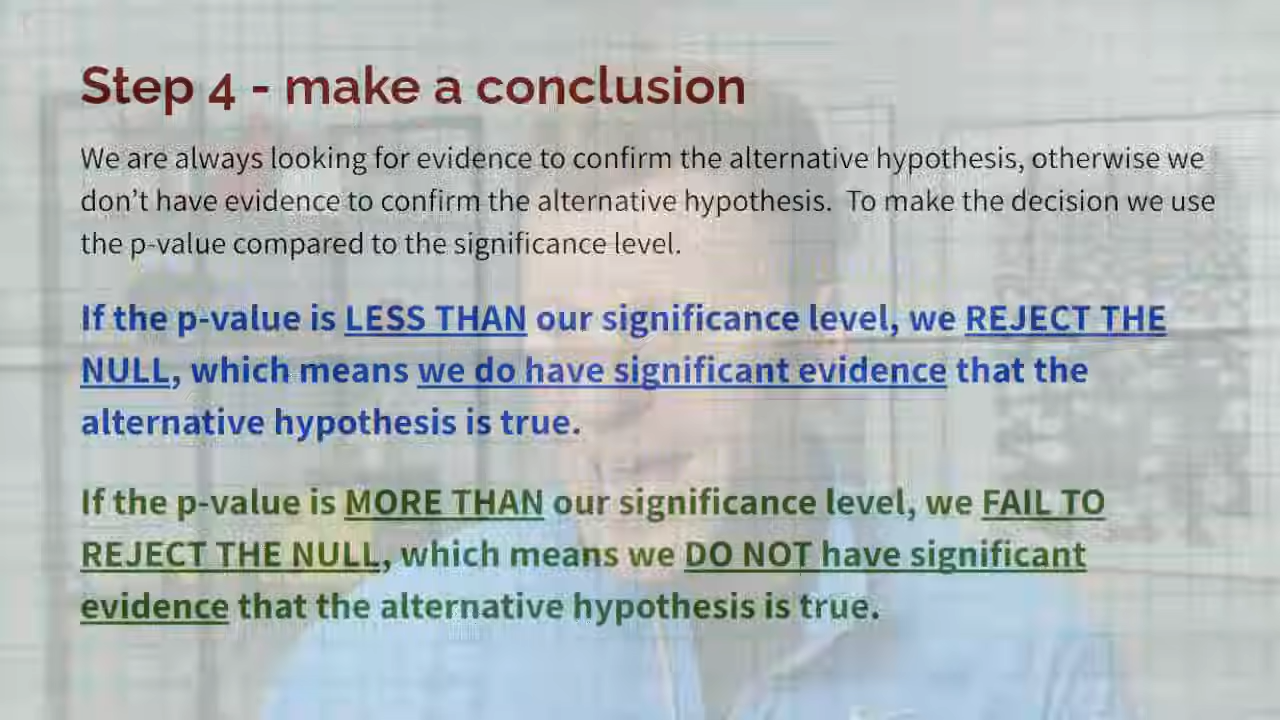 Step 4 - make a conclusion
We are always looking for evidence to confirm the alternative hypothesis, otherwise we
don’t have evidence to confirm the alternative hypothesis.  To make the decision we use
the p-value compared to the significance level.
If the p-value is LESS THAN our significance level, we REJECT THE
NULL, which means we do have significant evidence that the
alternative hypothesis is true.
If the p-value is MORE THAN our significance level, we FAIL TO
REJECT THE NULL, which means we DO NOT have significant
evidence that the alternative hypothesis is true.